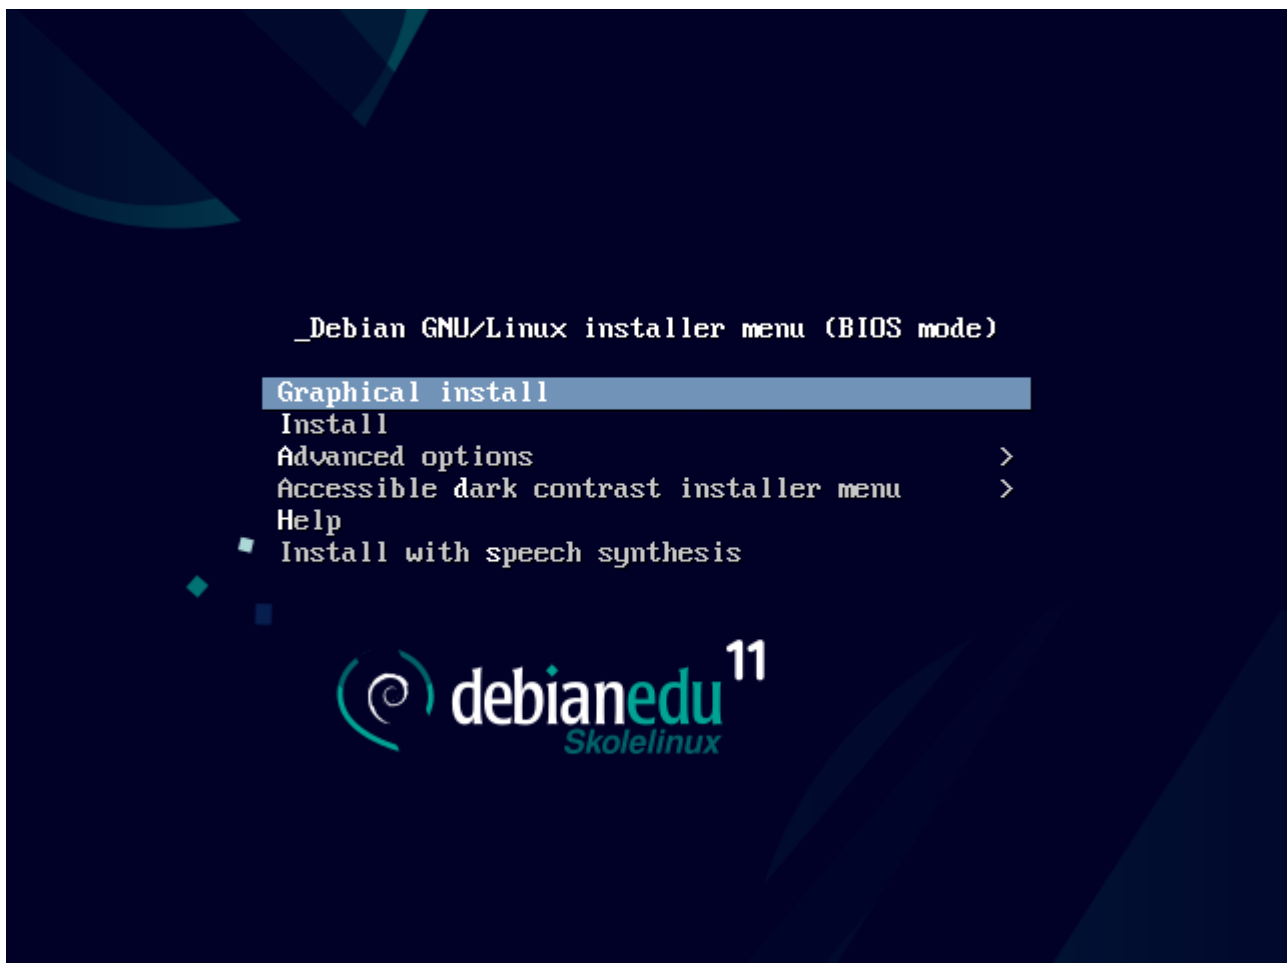 _Debian GNU/Linux installer menu (BIOS mode)
Graphical install
Install
Advanced options >
Accessible dark contrast installer menu >
Help
Install with speech synthesis
debianedu 11
Skolelinux